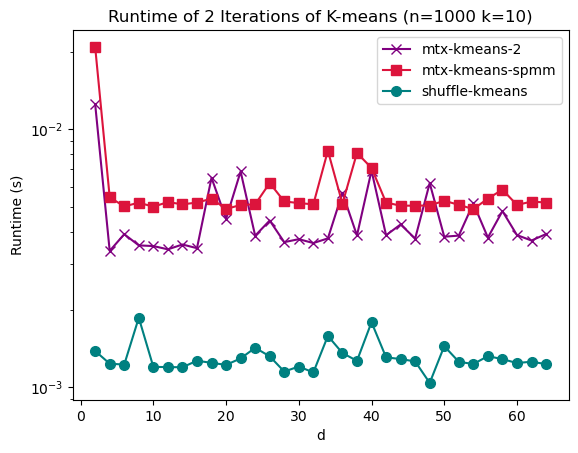 Runtime of 2 Iterations of K-means (n=1000 k=10)
mtx-kmeans-2
mtx-kmeans-spmm
shuffle-kmeans
Runtime (s)
10⁻²
10⁻³
0 10 20 30 40 50 60
d